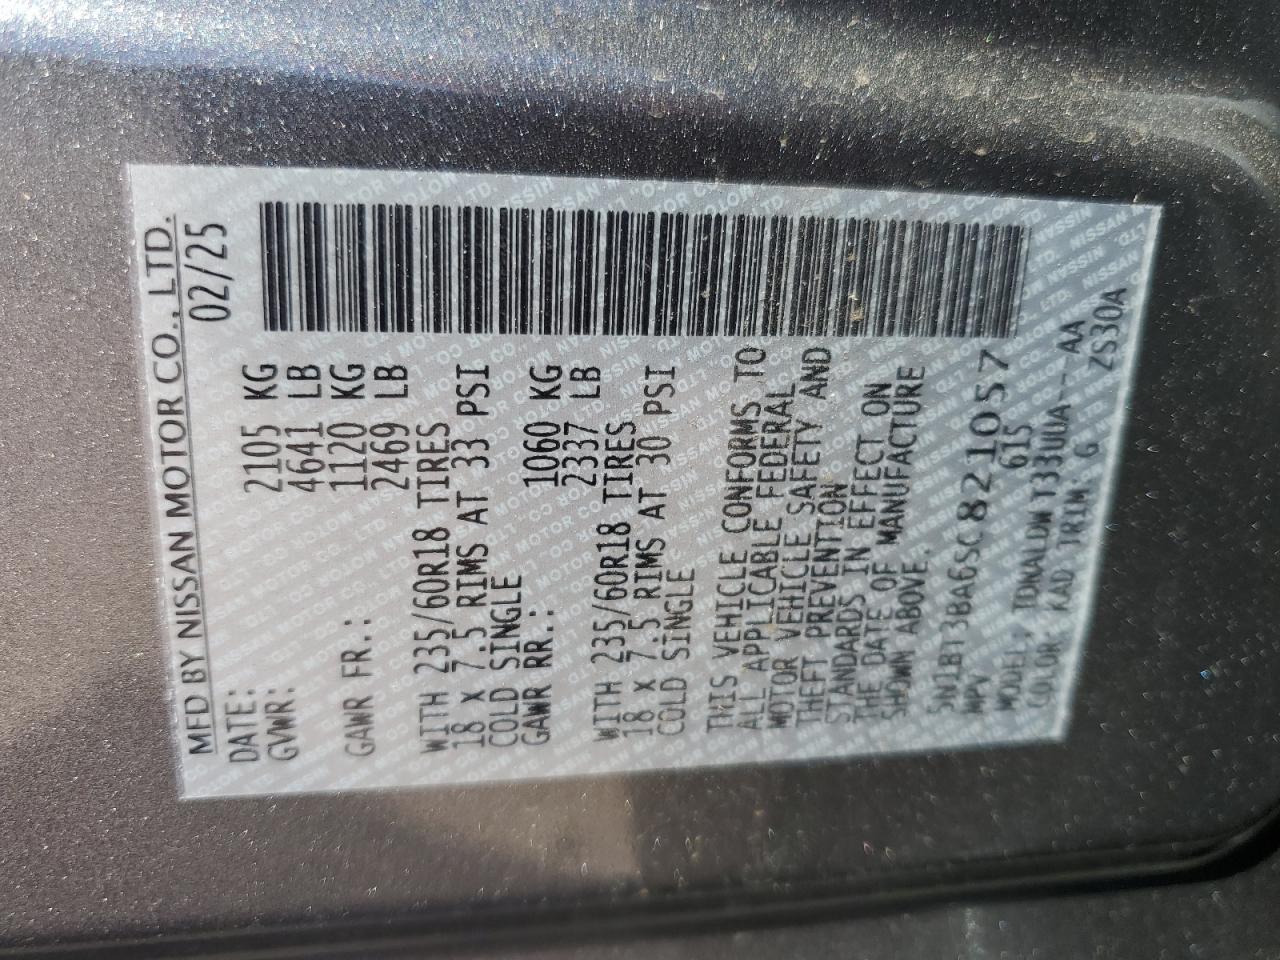 MFD BY NISSAN MOTOR CO., LTD.
DATE: 02/25
GVWR: 2105 KG
4641 LB
GAWR FR.: 1120 KG
2469 LB
WITH 235/60R18 TIRES
18 x 7.5 RIMS AT 33 PSI
COLD SINGLE
GAWR RR.: 1060 KG
2337 LB
WITH 235/60R18 TIRES
18 x 7.5 RIMS AT 30 PSI
COLD SINGLE
THIS VEHICLE CONFORMS TO
ALL APPLICABLE FEDERAL
MOTOR VEHICLE SAFETY AND
THEFT PREVENTION
STANDARDS IN EFFECT ON
THE DATE OF MANUFACTURE
SHOWN ABOVE.
5N1BT3BA6SC821057
MPV 615
MODEL: TDNALDW T33UUA---AA
COLOR KAD TRIM: G ZS30A